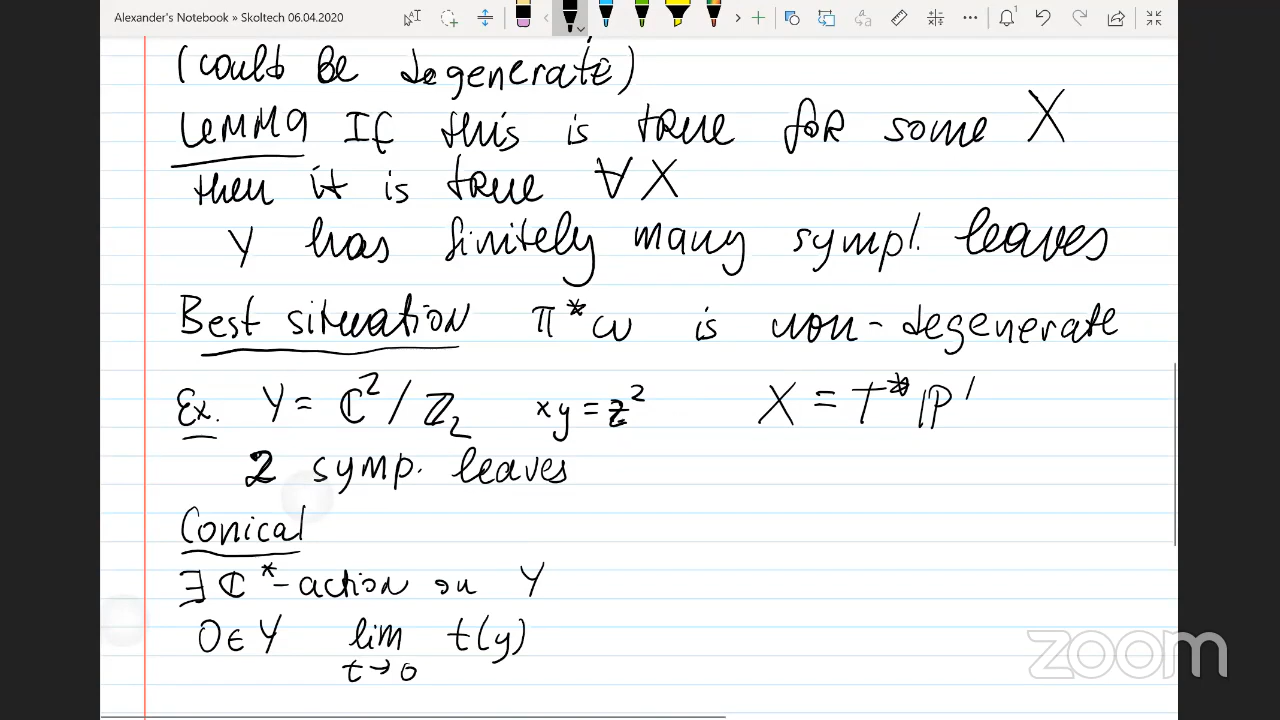 Alexander's Notebook » Skoltech 06.04.2020
(could be degenerate)
Lemma If this is true for some X
then it is true ∀ X
Y has finitely many sympl. leaves
Best situation π*ω is non-degenerate
Ex. Y = ℂ²/ℤ₂ xy = z² X = T*ℙ¹
2 symp. leaves
Conical
∃ ℂ*-action on Y
0 ∈ Y lim t(y)
t→0
zoom